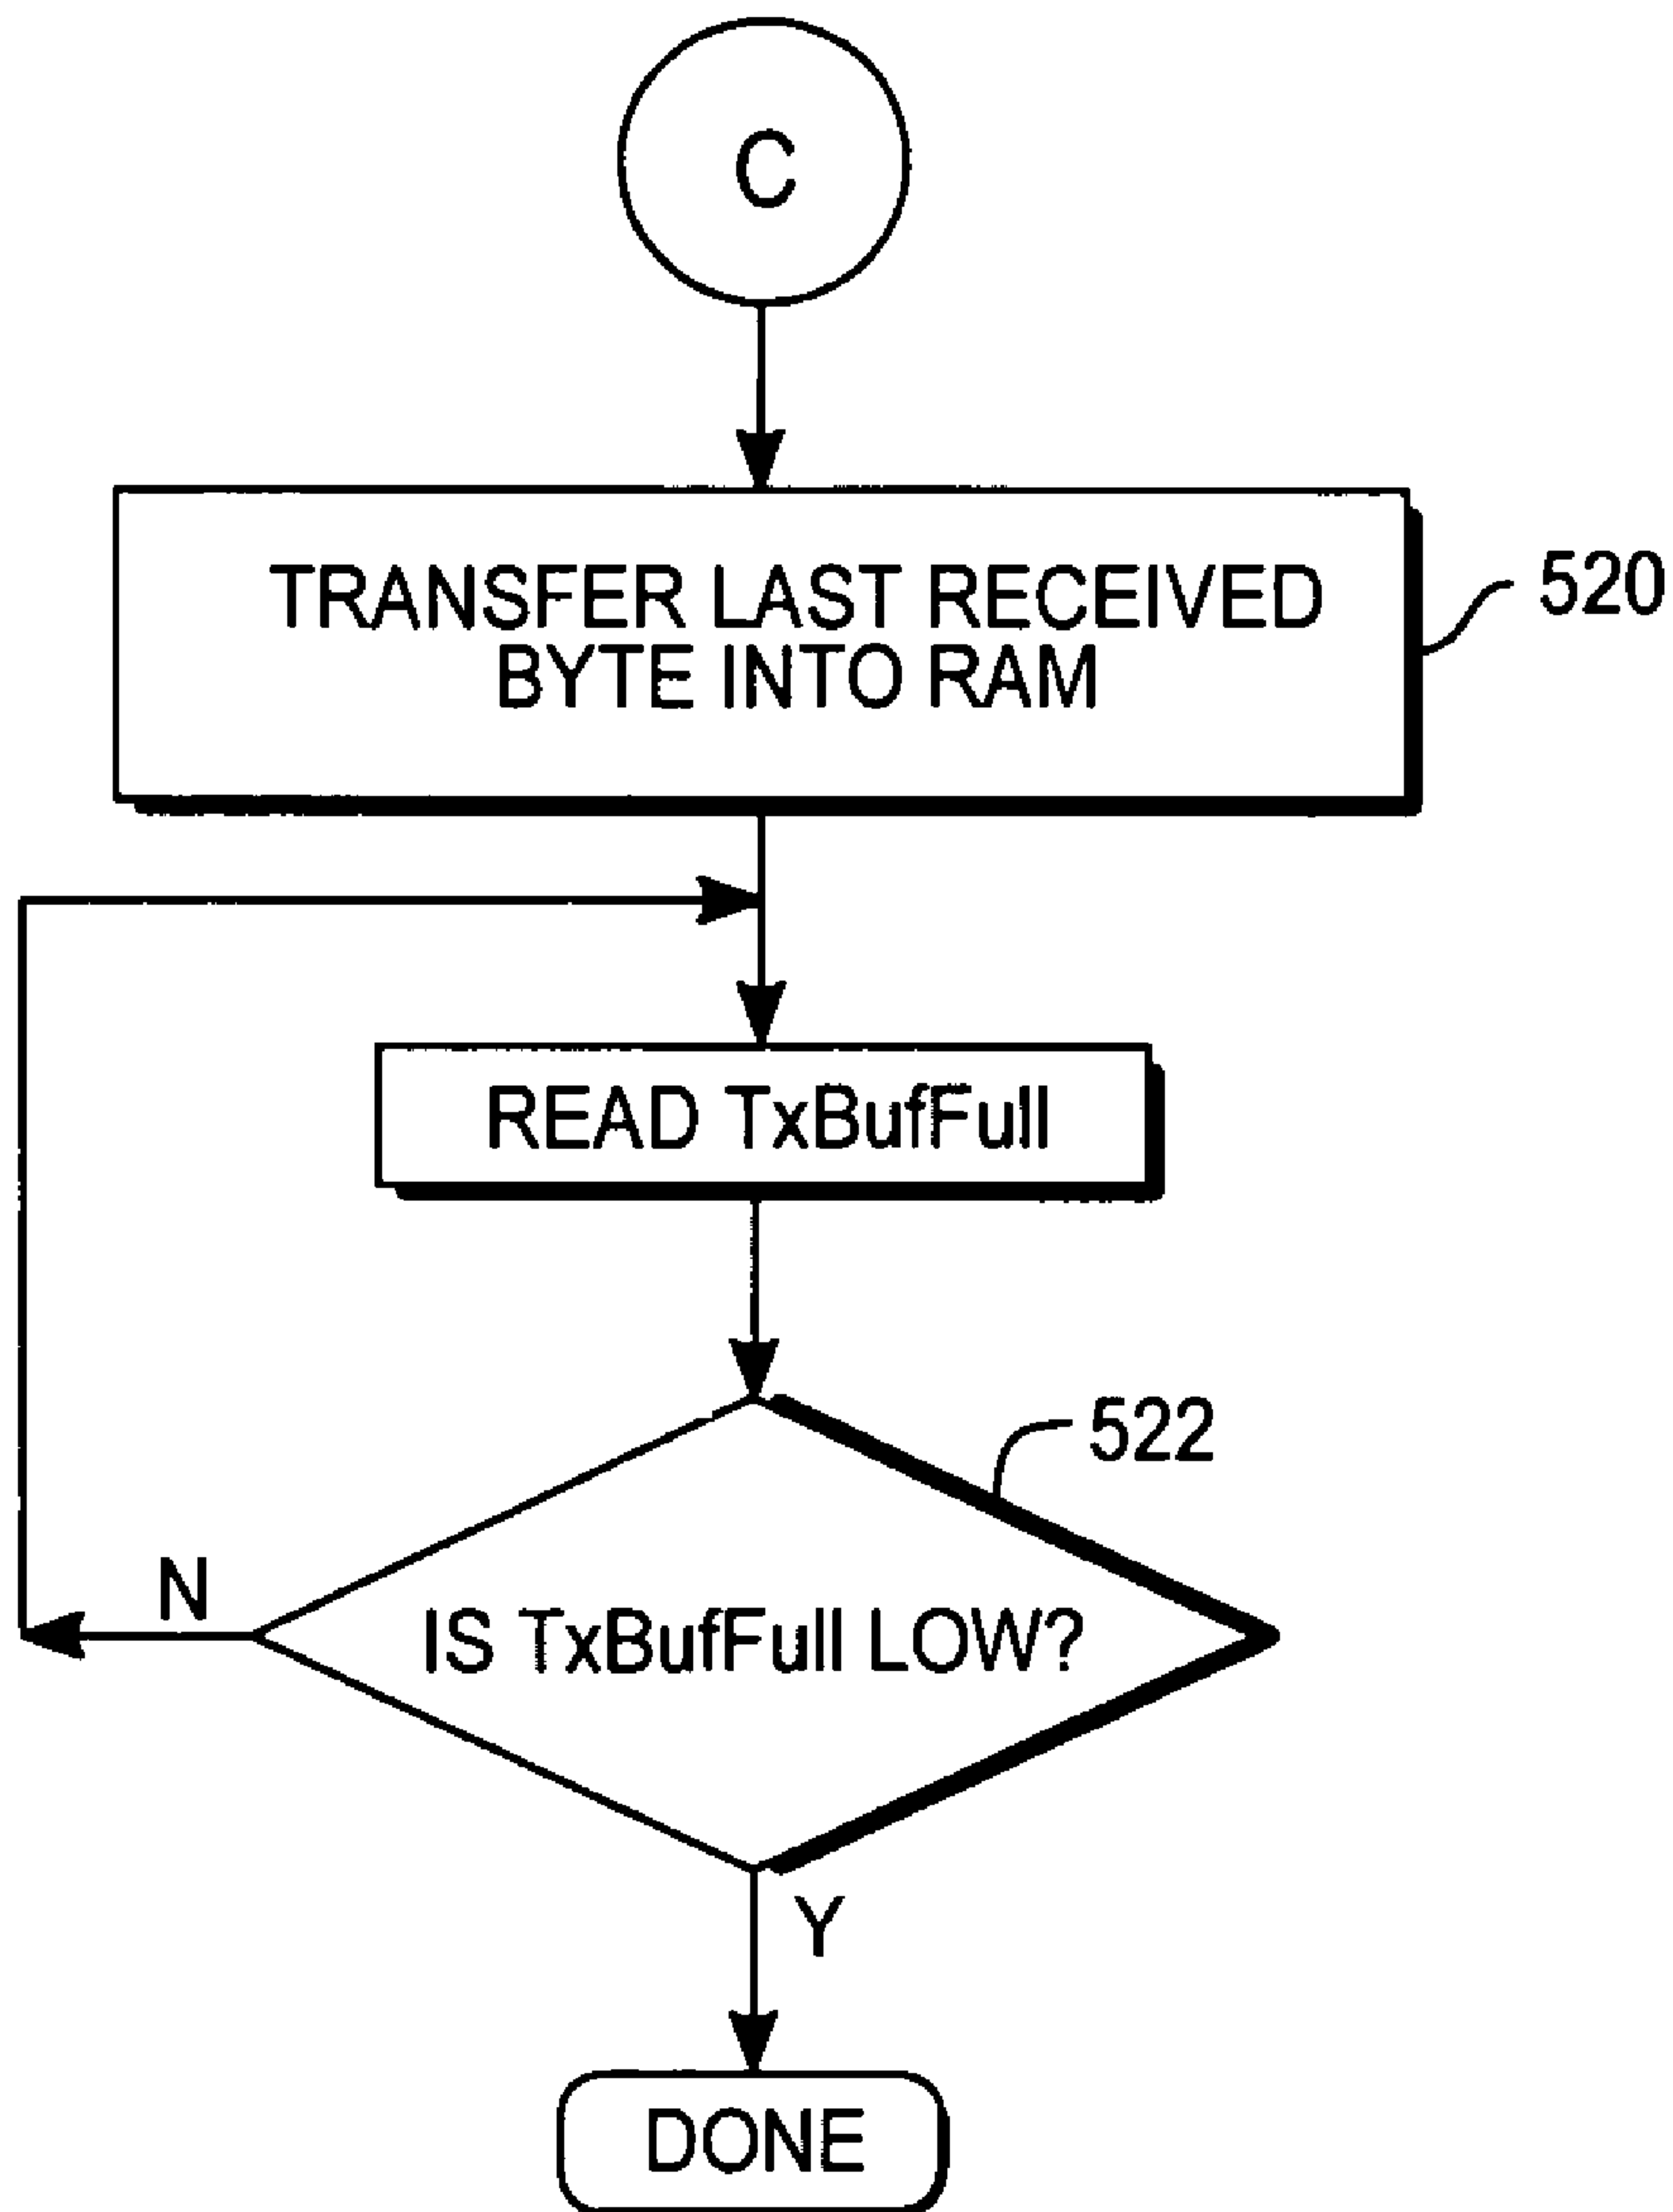 C
TRANSFER LAST RECEIVED
BYTE INTO RAM
520
READ TxBufFull
522
N
IS TxBufFull LOW?
Y
DONE